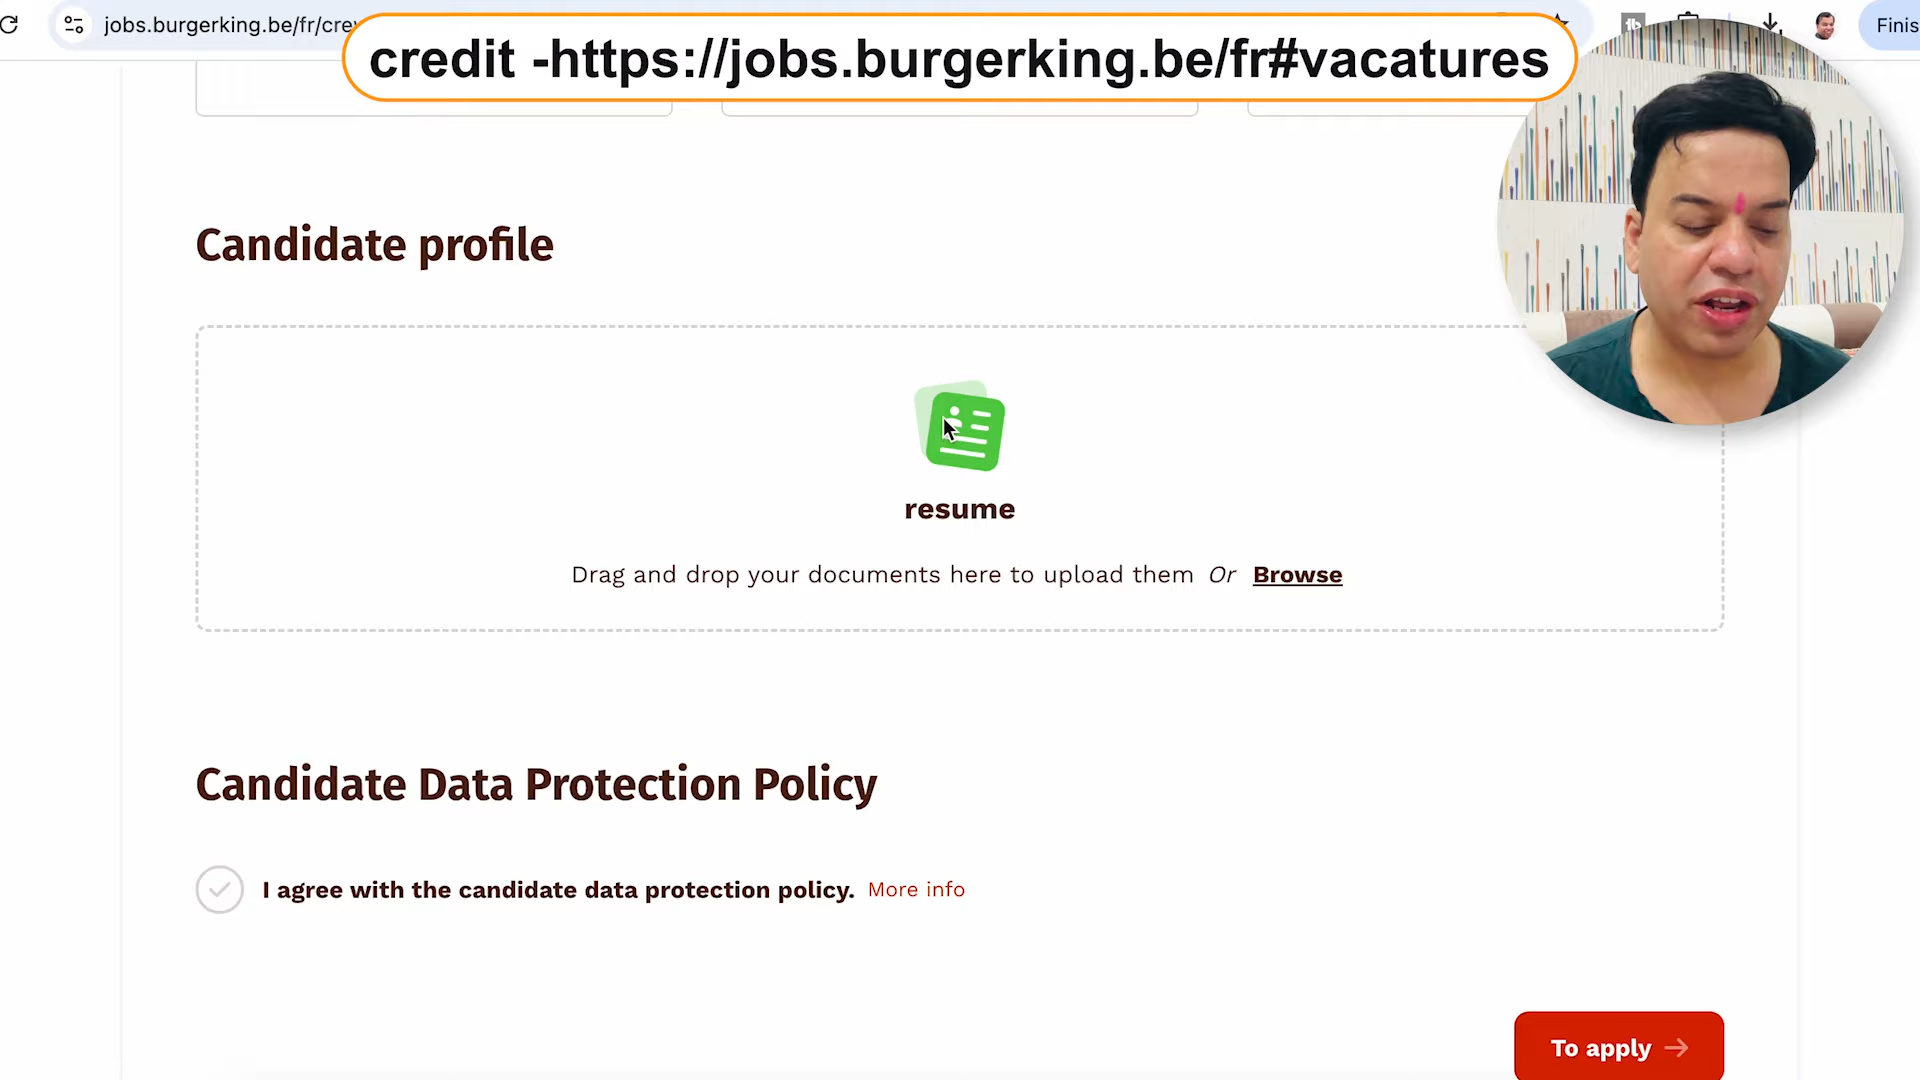 jobs.burgerking.be/fr/cre
Finis
credit -https://jobs.burgerking.be/fr#vacatures
Candidate profile
resume
Drag and drop your documents here to upload them Or Browse
Candidate Data Protection Policy
I agree with the candidate data protection policy. More info
To apply